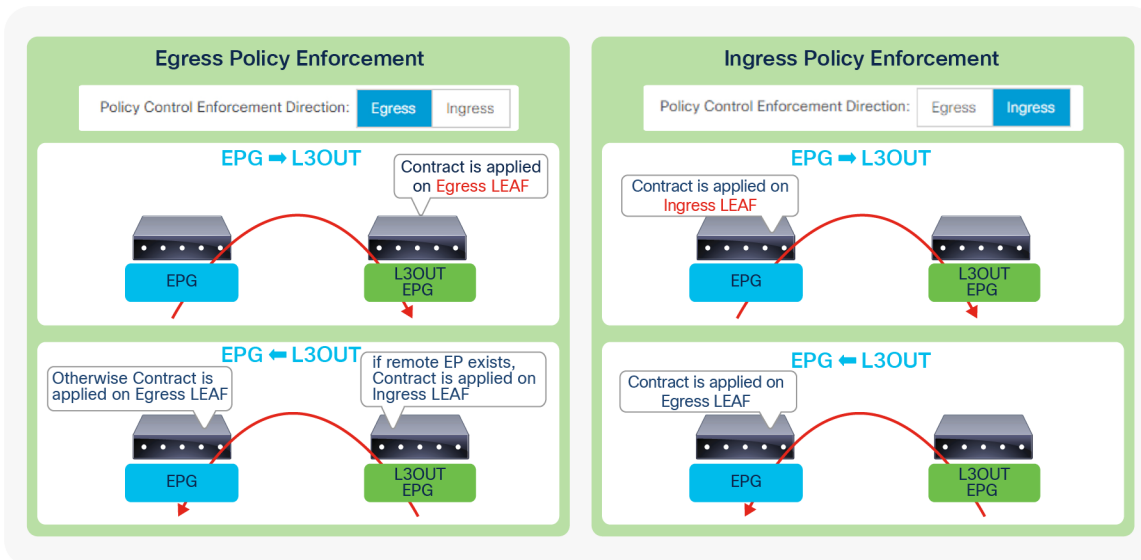 Egress Policy Enforcement
Policy Control Enforcement Direction: Egress Ingress
EPG ➡ L3OUT
Contract is applied
on Egress LEAF
EPG
L3OUT
EPG
EPG ⬅ L3OUT
Otherwise Contract is
applied on Egress LEAF
if remote EP exists,
Contract is applied on
Ingress LEAF
EPG
L3OUT
EPG
Ingress Policy Enforcement
Policy Control Enforcement Direction: Egress Ingress
EPG ➡ L3OUT
Contract is applied on
Ingress LEAF
EPG
L3OUT
EPG
EPG ⬅ L3OUT
Contract is applied on
Egress LEAF
EPG
L3OUT
EPG